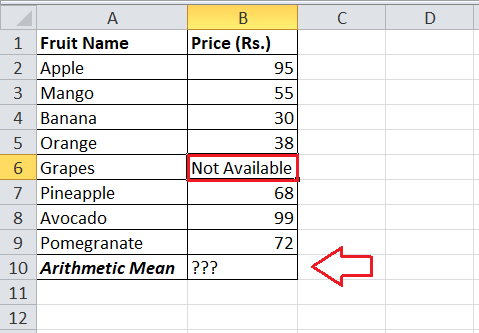 A B C D
1 Fruit Name Price (Rs.)
2 Apple 95
3 Mango 55
4 Banana 30
5 Orange 38
6 Grapes Not Available
7 Pineapple 68
8 Avocado 99
9 Pomegranate 72
10 Arithmetic Mean ???
11
12